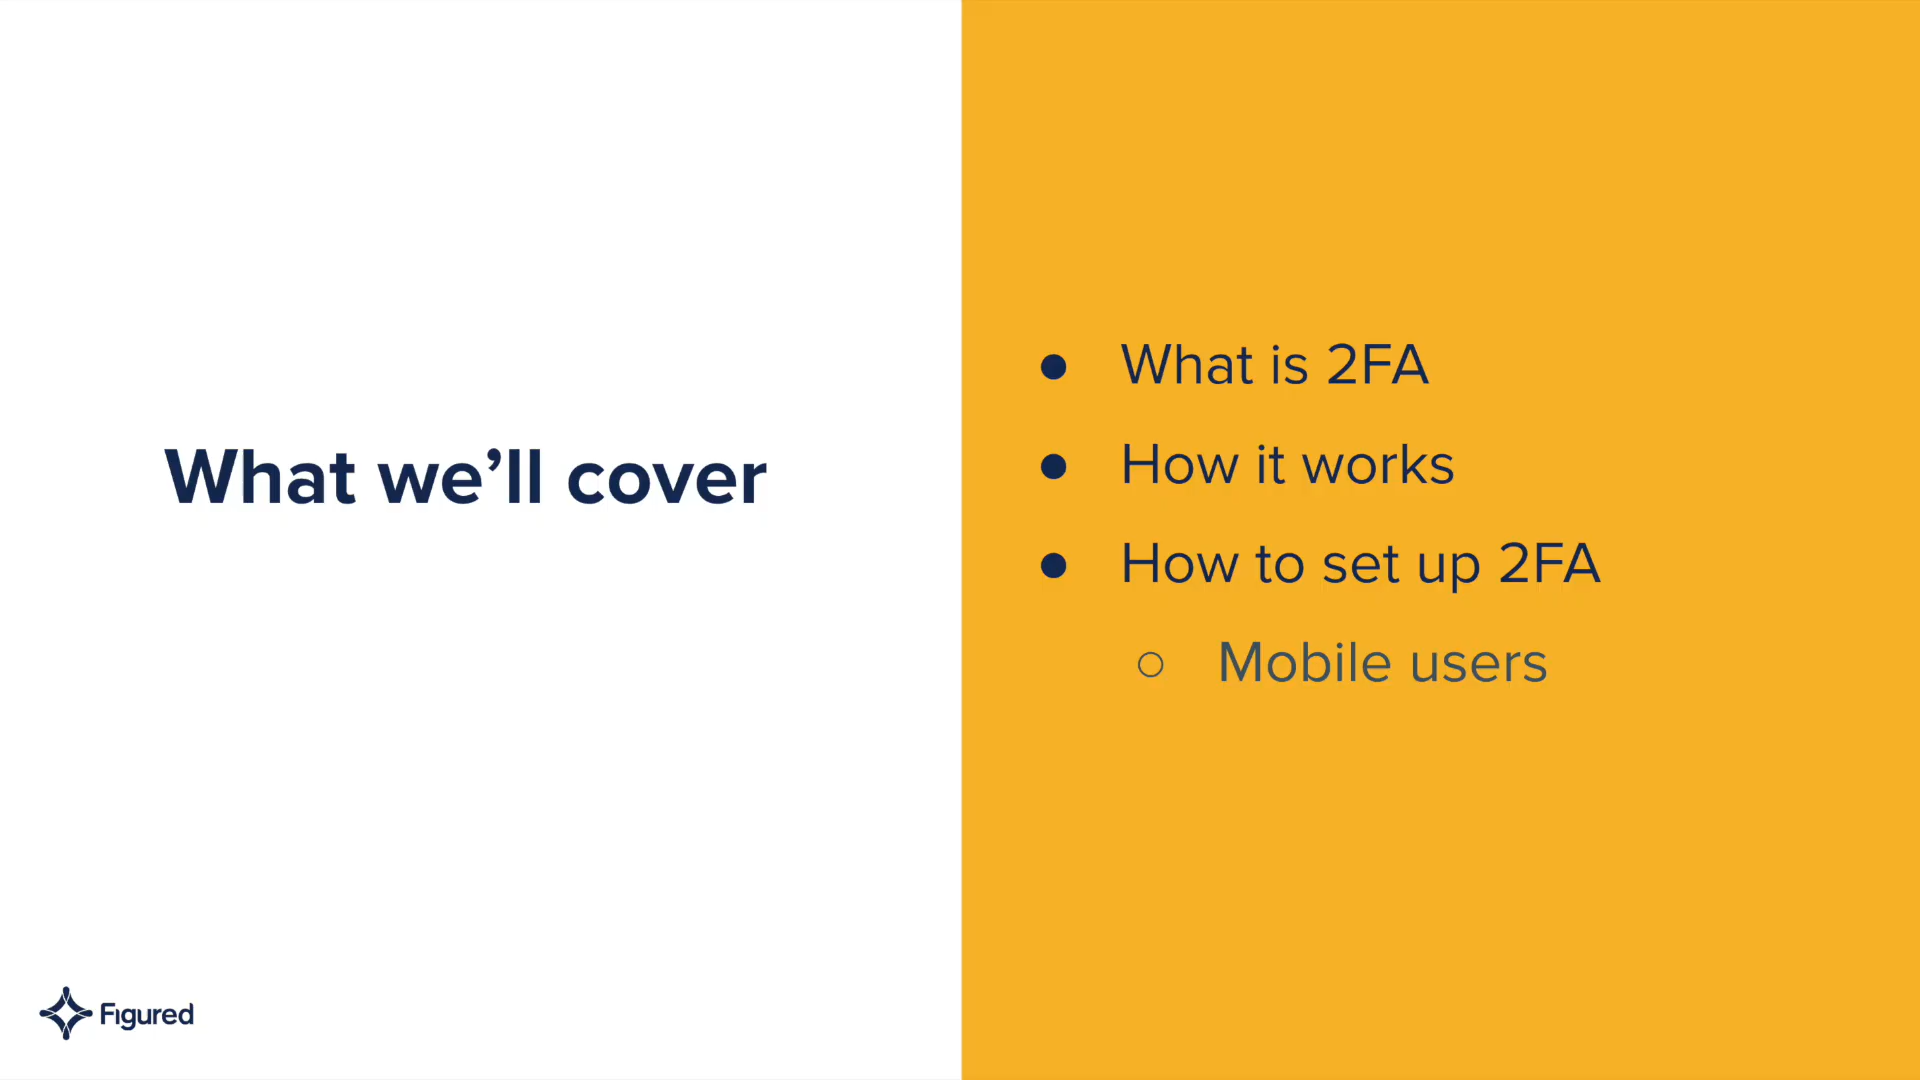 What we’ll cover
● What is 2FA
● How it works
● How to set up 2FA
○ Mobile users
Figured